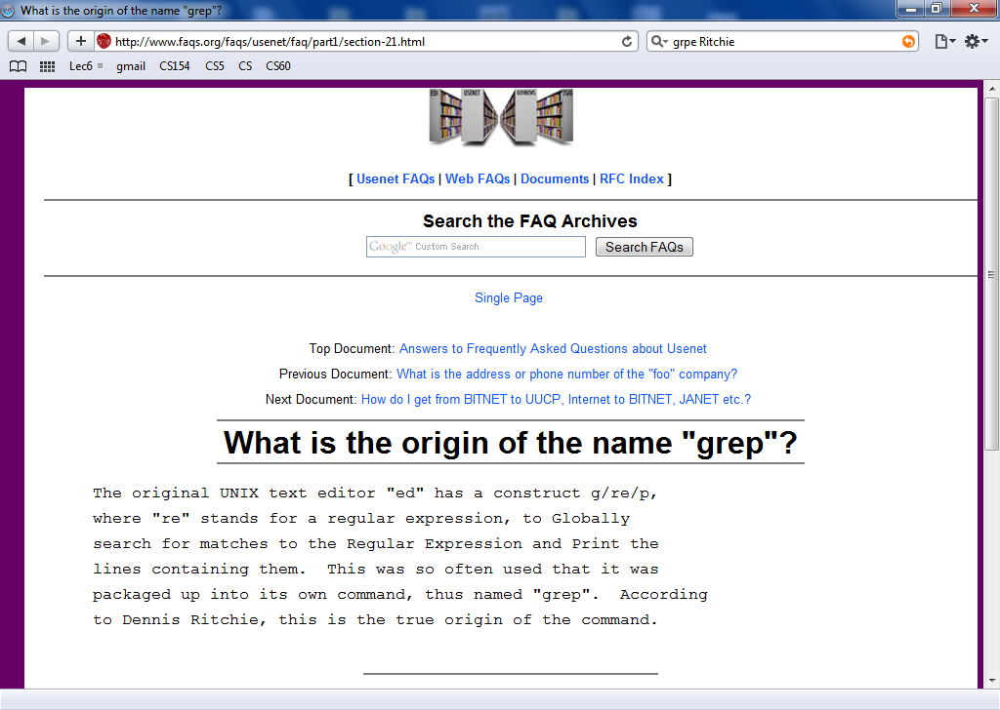 What is the origin of the name "grep"?
http://www.faqs.org/faqs/usenet/faq/part1/section-21.html
grpe Ritchie
Lec6 gmail CS154 CS5 CS CS60
EDI USENET GOVNEWS TSIG
[ Usenet FAQs | Web FAQs | Documents | RFC Index ]
Search the FAQ Archives
Google™ Custom Search Search FAQs
Single Page
Top Document: Answers to Frequently Asked Questions about Usenet
Previous Document: What is the address or phone number of the "foo" company?
Next Document: How do I get from BITNET to UUCP, Internet to BITNET, JANET etc.?
What is the origin of the name "grep"?
The original UNIX text editor "ed" has a construct g/re/p,
where "re" stands for a regular expression, to Globally
search for matches to the Regular Expression and Print the
lines containing them.  This was so often used that it was
packaged up into its own command, thus named "grep".  According
to Dennis Ritchie, this is the true origin of the command.